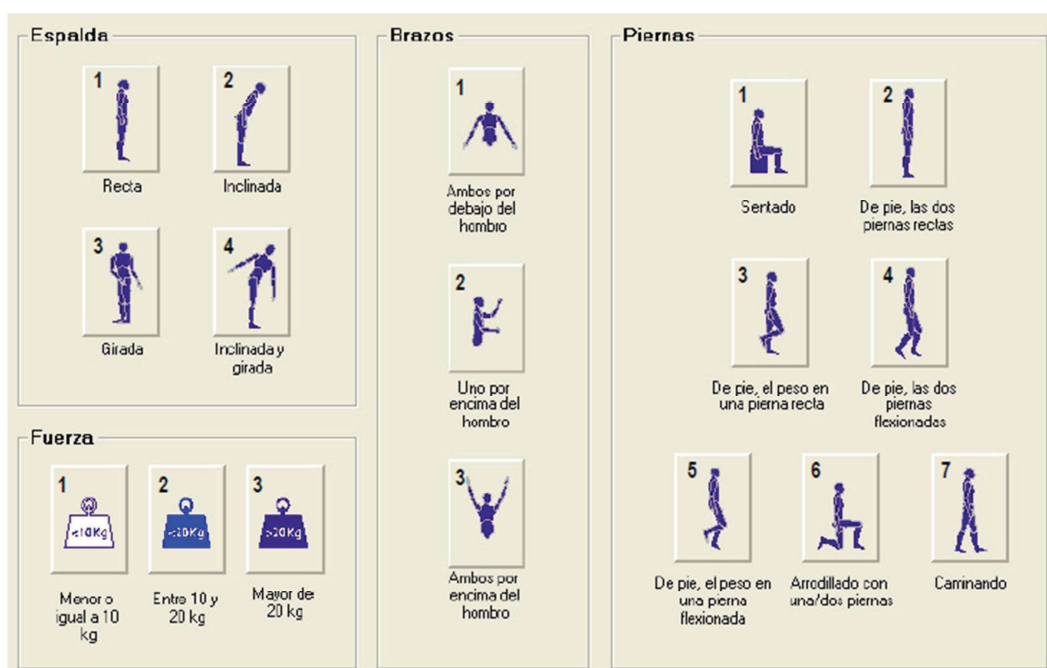 Espalda
1
2
Recta
Inclinada
3
4
Girada
Inclinada y
girada
Fuerza
1
2
3
<10Kg
<20Kg
>20Kg
Menor o
igual a 10
kg
Entre 10 y
20 kg
Mayor de
20 kg
Brazos
1
Ambos por
debajo del
hombro
2
Uno por
encima del
hombro
3
Ambos por
encima del
hombro
Piernas
1
2
Sentado
De pie, las dos
piernas rectas
3
4
De pie, el peso en
una pierna recta
De pie, las dos
piernas
flexionadas
5
6
7
De pie, el peso en
una pierna
flexionada
Arrodillado con
una/dos piernas
Caminando